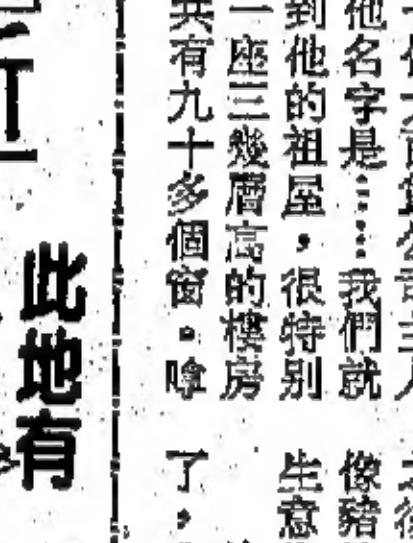 他名字是……我們就
到他的祖屋，很特別
一座三幾層高的樓房
共有九十多個窗。嗱
像豬
生意
了，
此地有